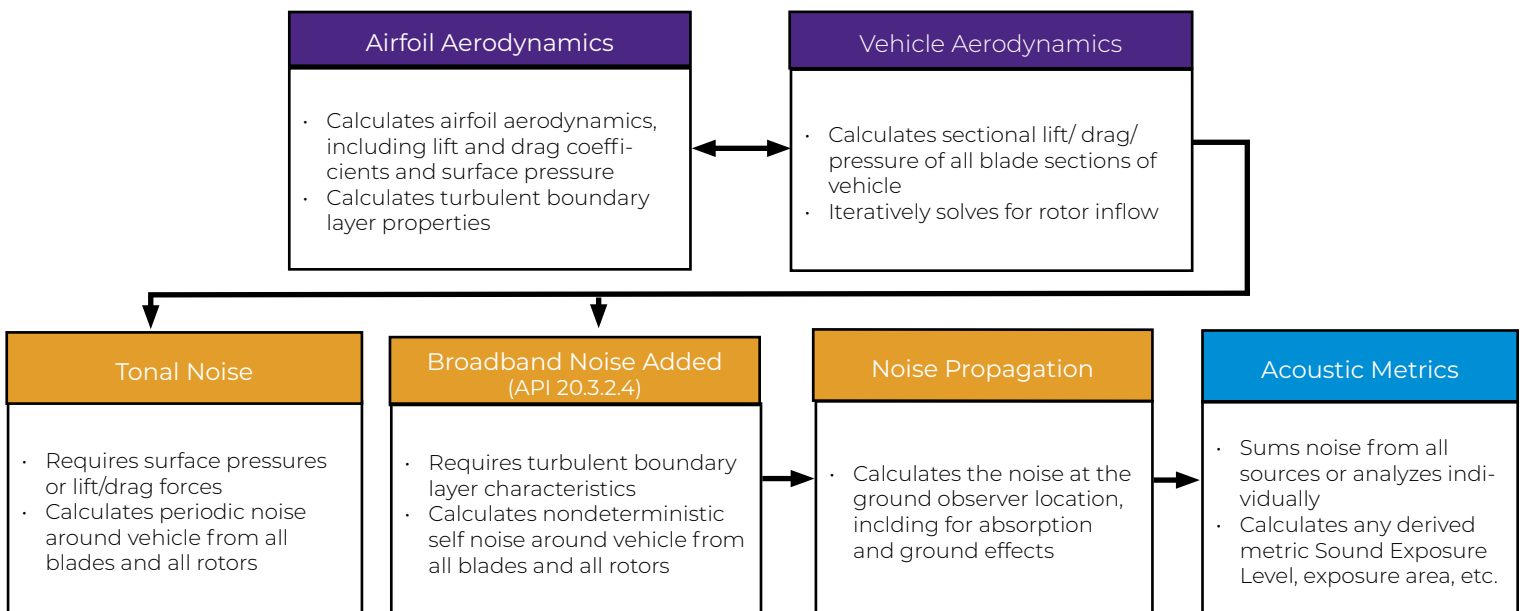 Airfoil Aerodynamics
· Calculates airfoil aerodynamics,
including lift and drag coeffi-
cients and surface pressure
· Calculates turbulent boundary
layer properties
Vehicle Aerodynamics
· Calculates sectional lift/ drag/
pressure of all blade sections of
vehicle
· Iteratively solves for rotor inflow
Tonal Noise
· Requires surface pressures
or lift/drag forces
· Calculates periodic noise
around vehicle from all
blades and all rotors
Broadband Noise Added
(API 20.3.2.4)
· Requires turbulent boundary
layer characteristics
· Calculates nondeterministic
self noise around vehicle from
all blades and all rotors
Noise Propagation
· Calculates the noise at the
ground observer location,
inclding for absorption
and ground effects
Acoustic Metrics
· Sums noise from all
sources or analyzes indi-
vidually
· Calculates any derived
metric Sound Exposure
Level, exposure area, etc.